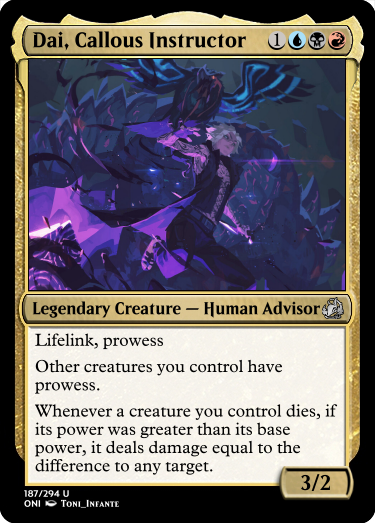 Dai, Callous Instructor 1
Legendary Creature — Human Advisor
Lifelink, prowess
Other creatures you control have
prowess.
Whenever a creature you control dies, if
its power was greater than its base
power, it deals damage equal to the
difference to any target.
3/2
187/294 U
ONI Toni_Infante